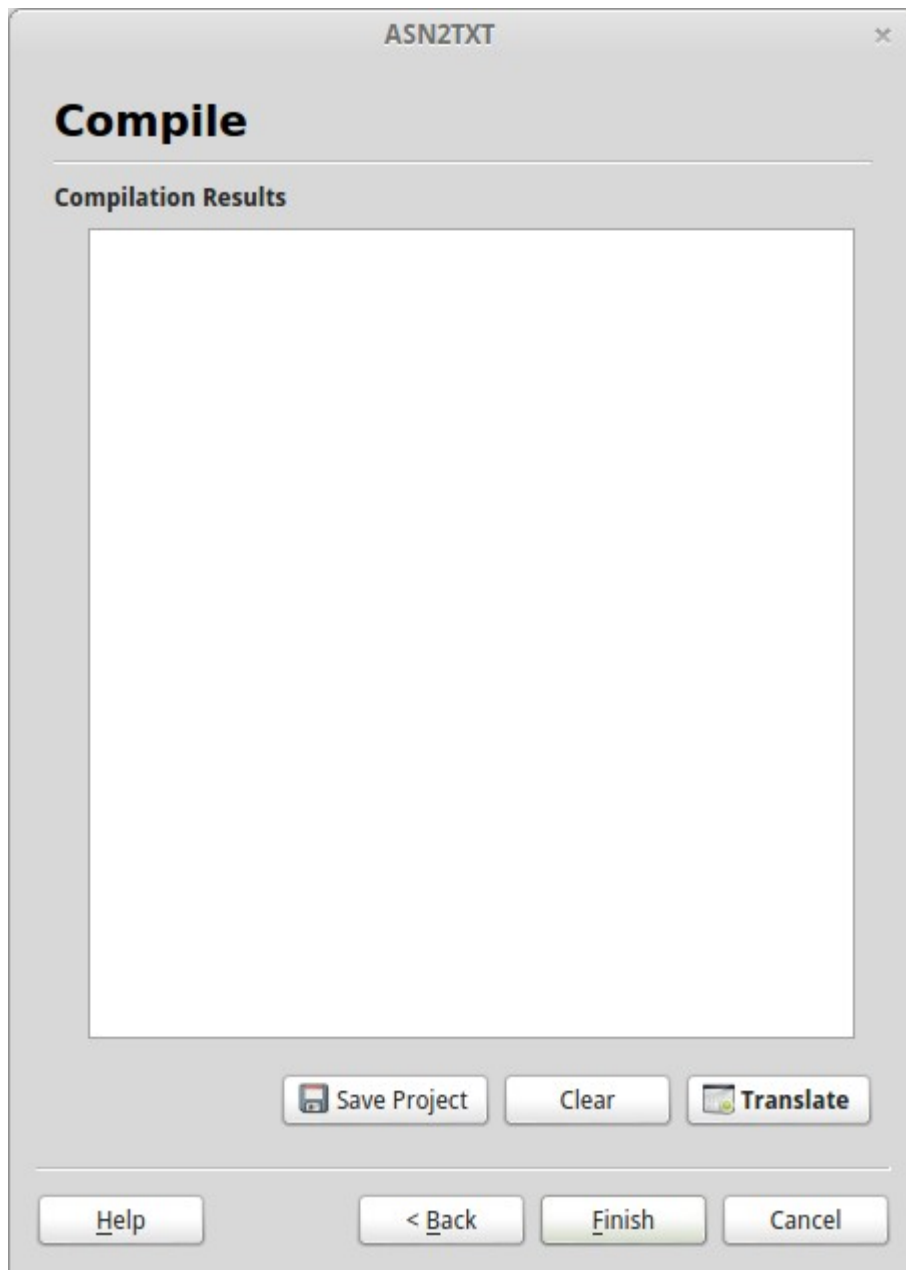 ASN2TXT
Compile
Compilation Results
Save Project Clear Translate
Help < Back Finish Cancel